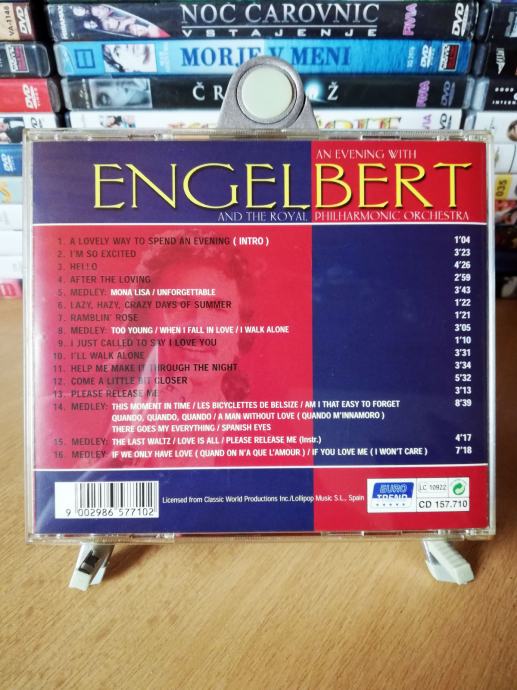 VA-1148
NOČ ČAROVNIC
VSTAJENJE
PWMA
MORJE V MENI
DVD
DVD
DVD
AN EVENING WITH
ENGELBERT
AND THE ROYAL PHILHARMONIC ORCHESTRA
1. A LOVELY WAY TO SPEND AN EVENING ( INTRO ) 1'04
2. I'M SO EXCITED 3'23
3. HELLO 4'26
4. AFTER THE LOVING 2'59
5. MEDLEY: MONA LISA / UNFORGETTABLE 3'43
6. LAZY, HAZY, CRAZY DAYS OF SUMMER 1'22
7. RAMBLIN' ROSE 1'21
8. MEDLEY: TOO YOUNG / WHEN I FALL IN LOVE / I WALK ALONE 3'05
9. I JUST CALLED TO SAY I LOVE YOU 1'10
10. I'LL WALK ALONE 3'31
11. HELP ME MAKE IT THROUGH THE NIGHT 3'34
12. COME A LITTLE BIT CLOSER 5'32
13. PLEASE RELEASE ME 3'13
14. MEDLEY: THIS MOMENT IN TIME / LES BICYCLETTES DE BELSIZE / AM I THAT EASY TO FORGET 8'39
QUANDO, QUANDO, QUANDO / A MAN WITHOUT LOVE ( QUANDO M'INNAMORO )
THERE GOES MY EVERYTHING / SPANISH EYES
15. MEDLEY: THE LAST WALTZ / LOVE IS ALL / PLEASE RELEASE ME (Instr.) 4'17
16. MEDLEY: IF WE ONLY HAVE LOVE ( QUAND ON N'A QUE L'AMOUR ) / IF YOU LOVE ME ( I WON'T CARE ) 7'18
9 002986 577102
Licensed from Classic World Productions Inc./Lollipop Music S.L., Spain
EURO
TREND
LC 10922
CD 157.710